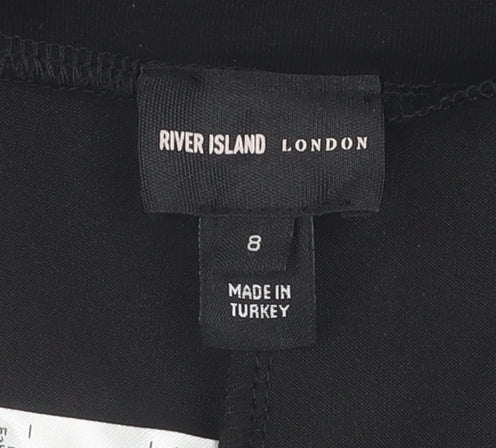 RIVER ISLAND LONDON
8
MADE IN
TURKEY